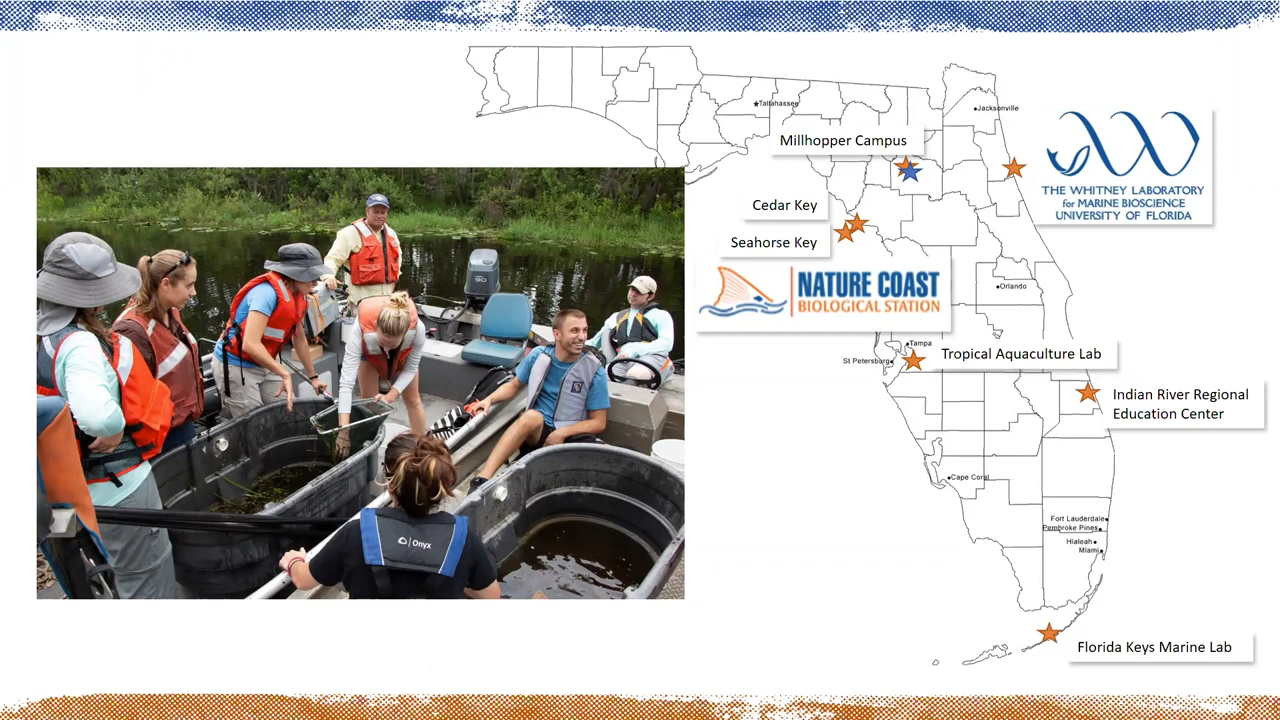 Tallahassee
Jacksonville
Millhopper Campus
THE WHITNEY LABORATORY
for MARINE BIOSCIENCE
UNIVERSITY OF FLORIDA
Cedar Key
Seahorse Key
NATURE COAST
BIOLOGICAL STATION
Orlando
Tampa
St Petersburg
Tropical Aquaculture Lab
Indian River Regional
Education Center
Cape Coral
Fort Lauderdale
Pembroke Pines
Hialeah
Miami
Florida Keys Marine Lab
90
Onyx